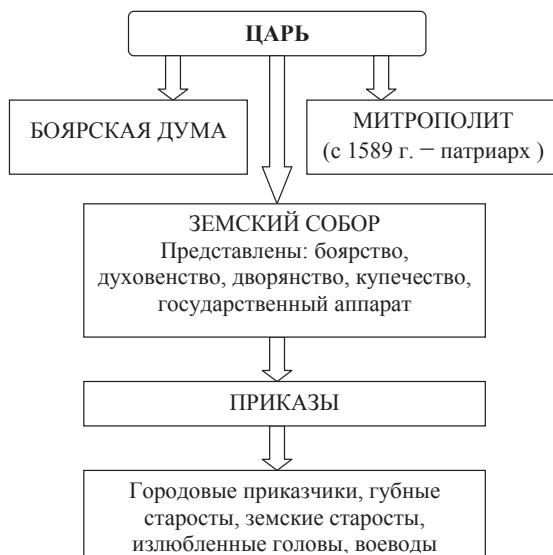 ЦАРЬ
БОЯРСКАЯ ДУМА
МИТРОПОЛИТ
(с 1589 г. − патриарх )
ЗЕМСКИЙ СОБОР
Представлены: боярство,
духовенство, дворянство, купечество,
государственный аппарат
ПРИКАЗЫ
Городовые приказчики, губные
старосты, земские старосты,
излюбленные головы, воеводы